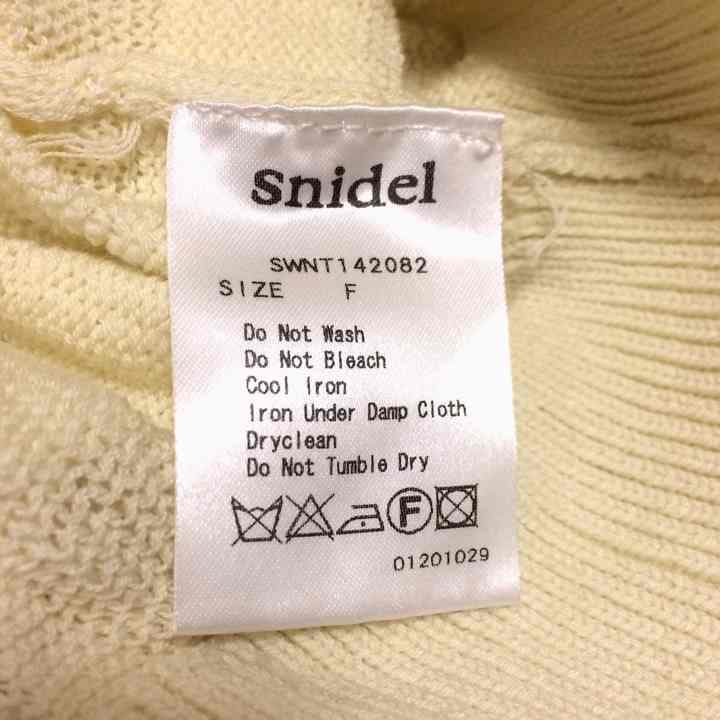 snidel
SWNT142082
SIZE F
Do Not Wash
Do Not Bleach
Cool Iron
Iron Under Damp Cloth
Dryclean
Do Not Tumble Dry
F
01201029